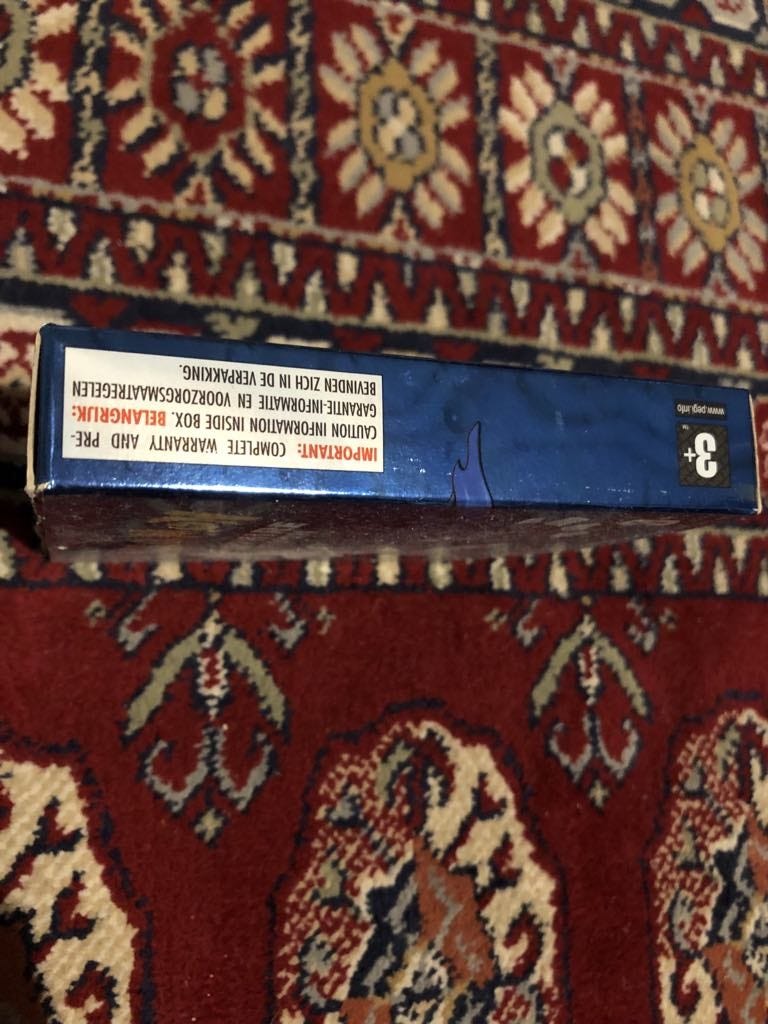 IMPORTANT: COMPLETE WARRANTY AND PRE-
CAUTION INFORMATION INSIDE BOX. BELANGRIJK:
GARANTIE-INFORMATIE EN VOORZORGSMAATREGELEN
BEVINDEN ZICH IN DE VERPAKKING.
3+™
www.pegi.info